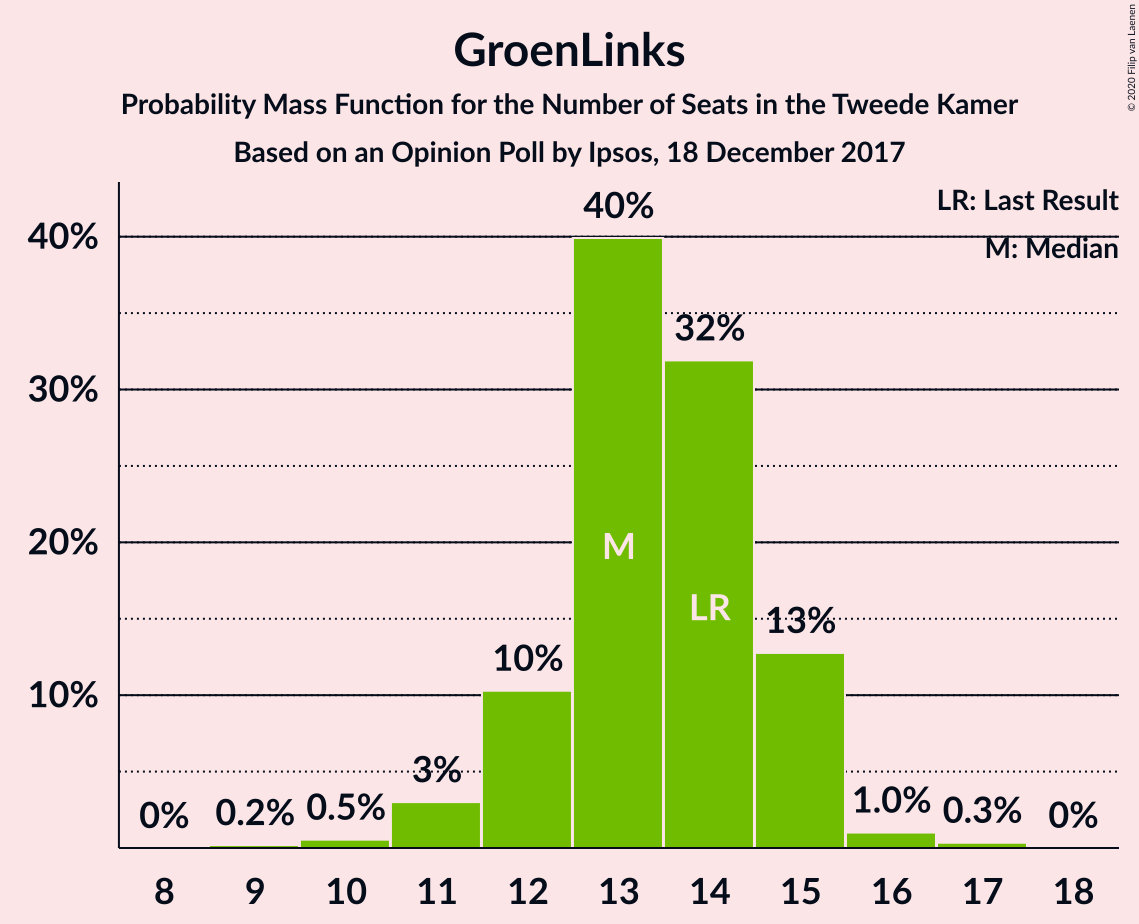 GroenLinks
Probability Mass Function for the Number of Seats in the Tweede Kamer
Based on an Opinion Poll by Ipsos, 18 December 2017
© 2020 Filip van Laenen
LR: Last Result
M: Median
40%
30%
20%
10%
0%
0.2%
0.5%
3%
10%
40%
32%
13%
1.0%
0.3%
0%
M
LR
8 9 10 11 12 13 14 15 16 17 18